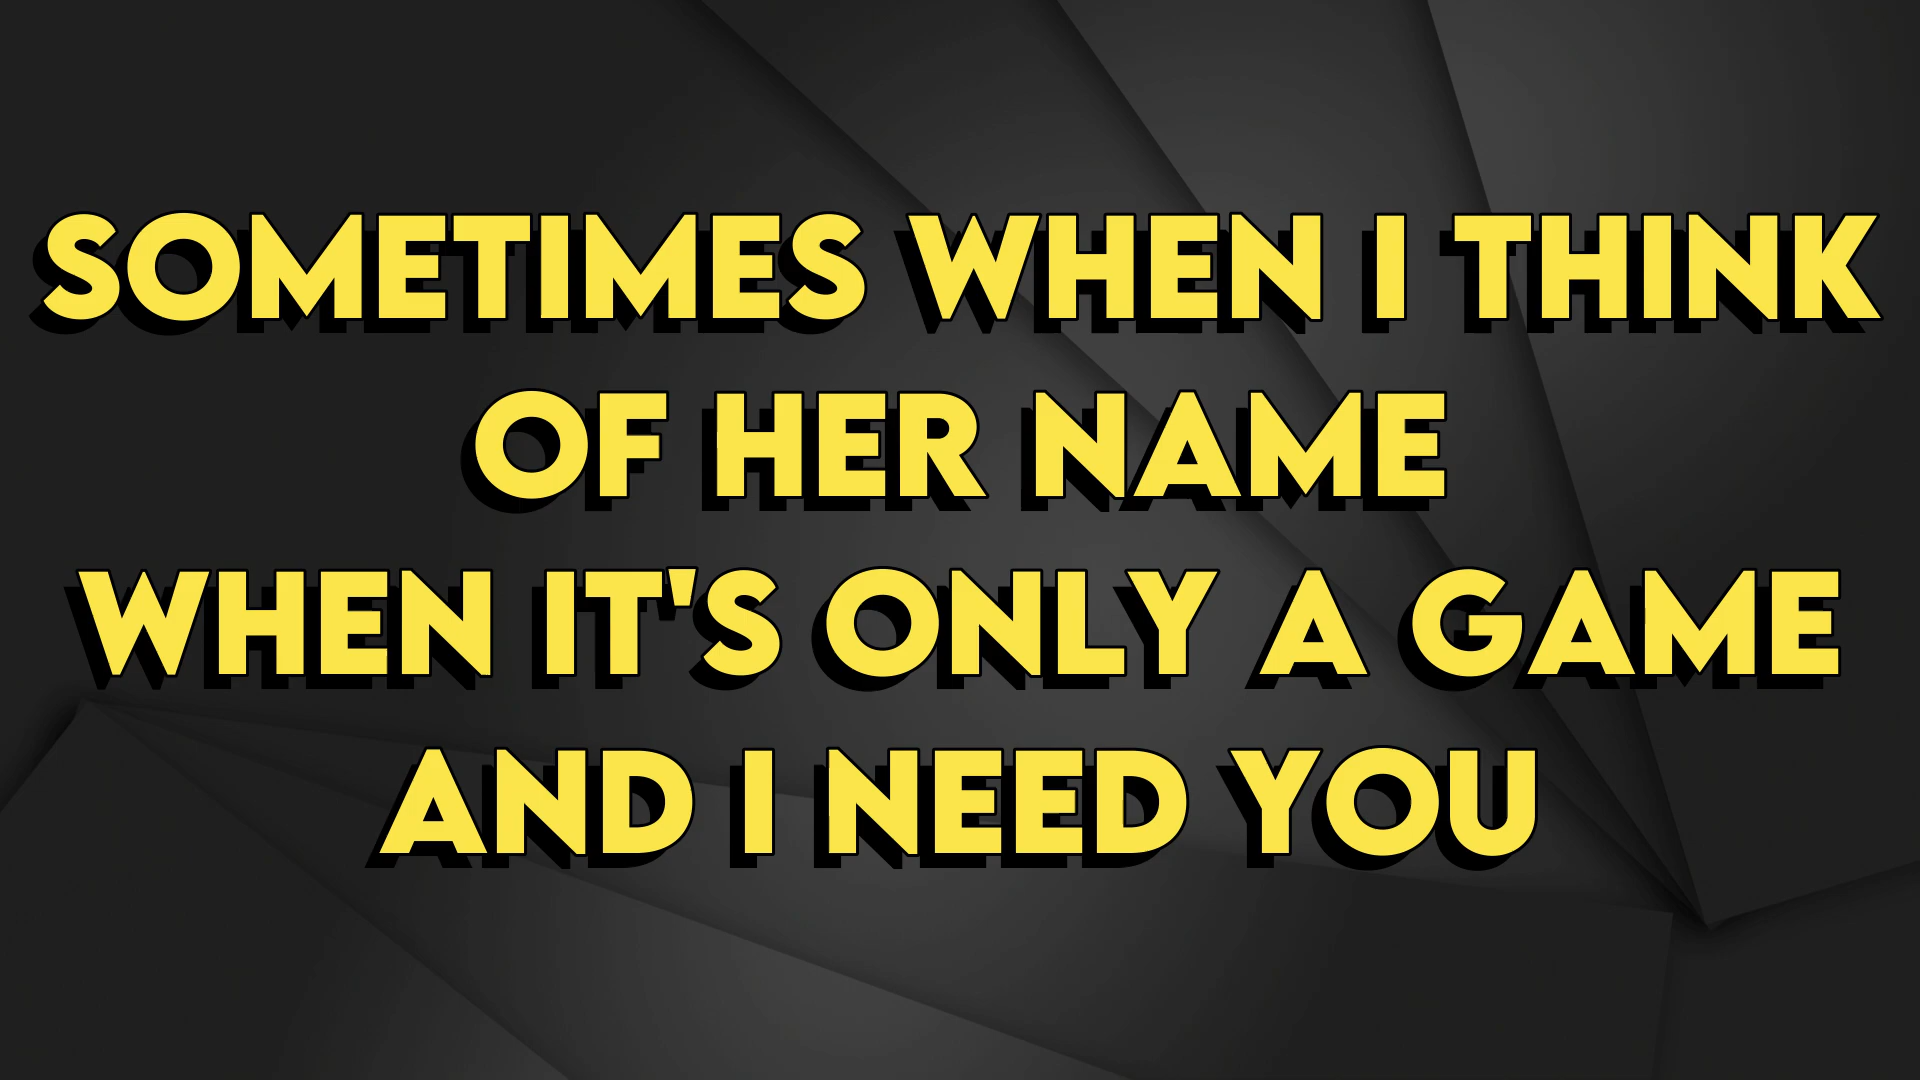 SOMETIMES WHEN I THINK
OF HER NAME
WHEN IT'S ONLY A GAME
AND I NEED YOU